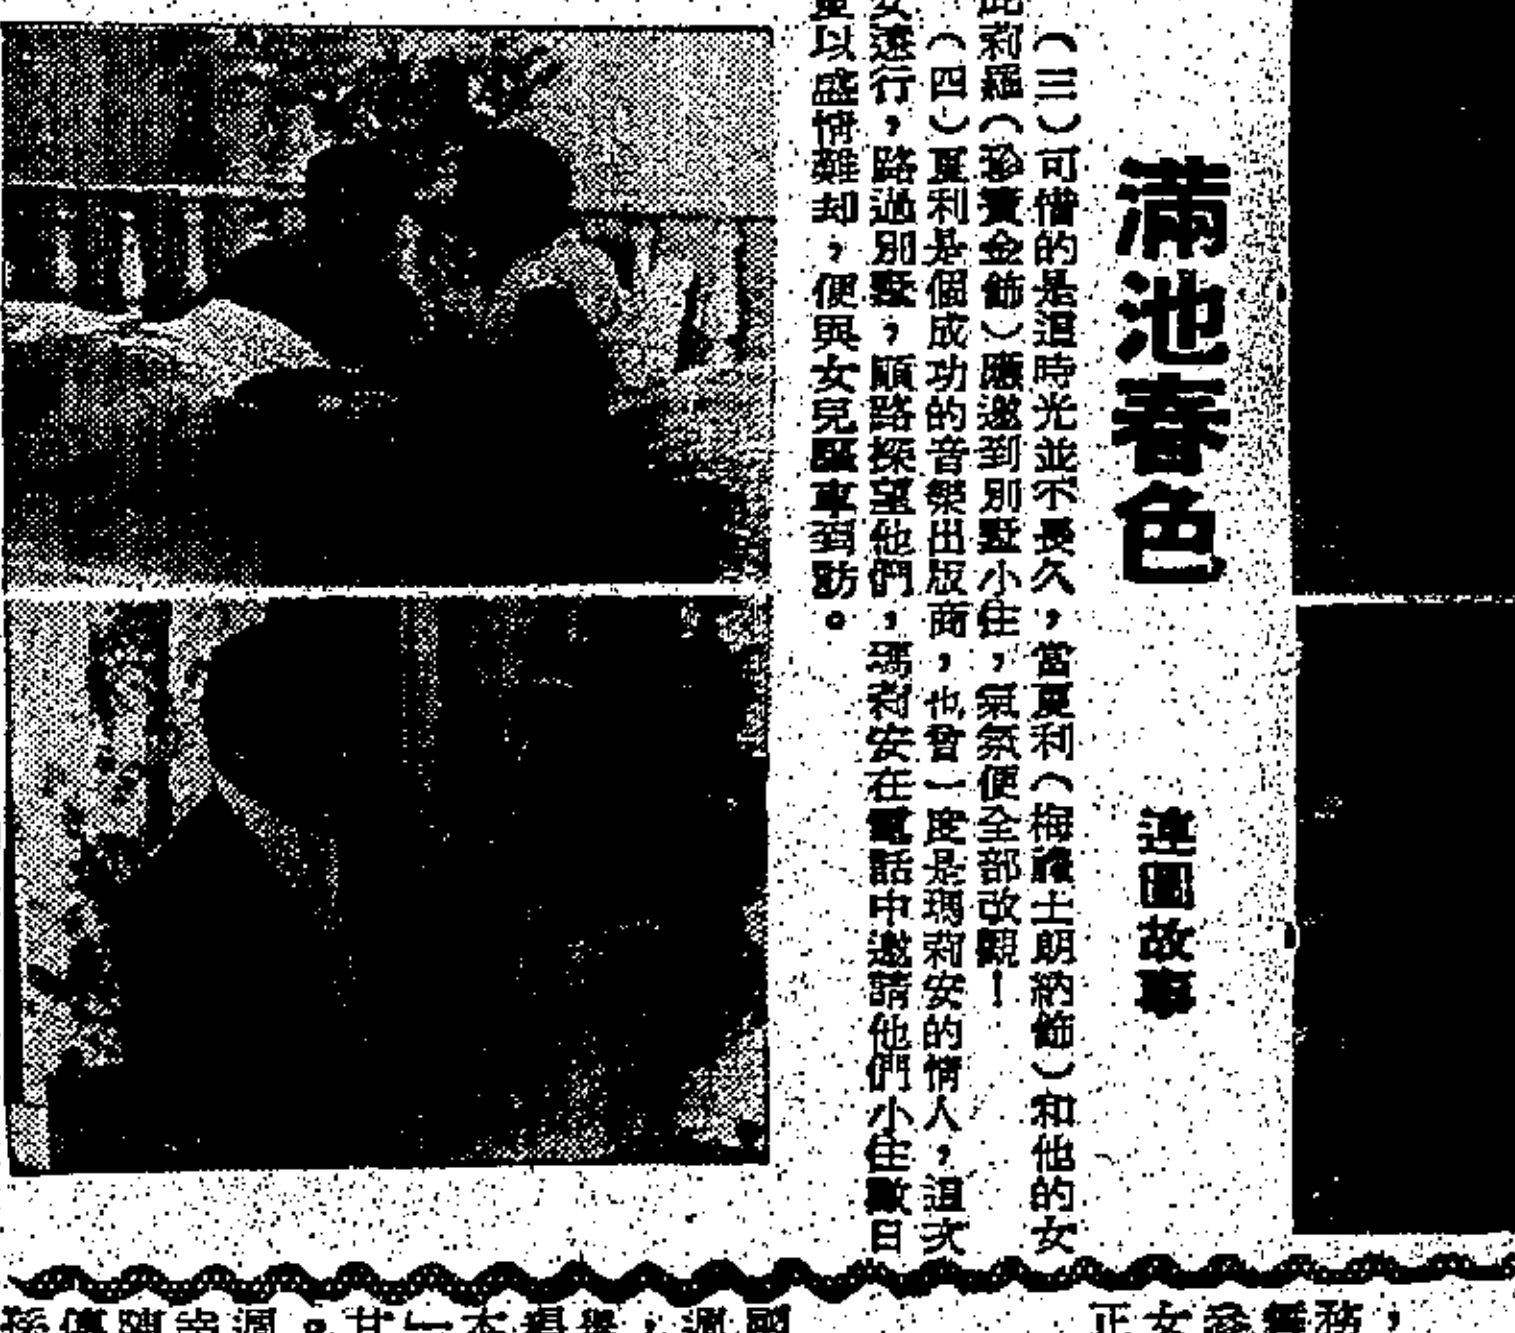 滿池春色
連圖故事
（三）可惜的是這時光並不長久，當夏利（梅麗士朗納飾）和他的女
莉羅（珍賓金飾）應邀到別墅小住，氣氛便全部改觀！
（四）夏利是個成功的音樂出版商，也曾一度是瑪莉安的情人，這次
遠行，路過別墅，順路探望他們，瑪莉安在電話中邀請他們小住數日
以盛情難却，便與女兒驅車到訪。